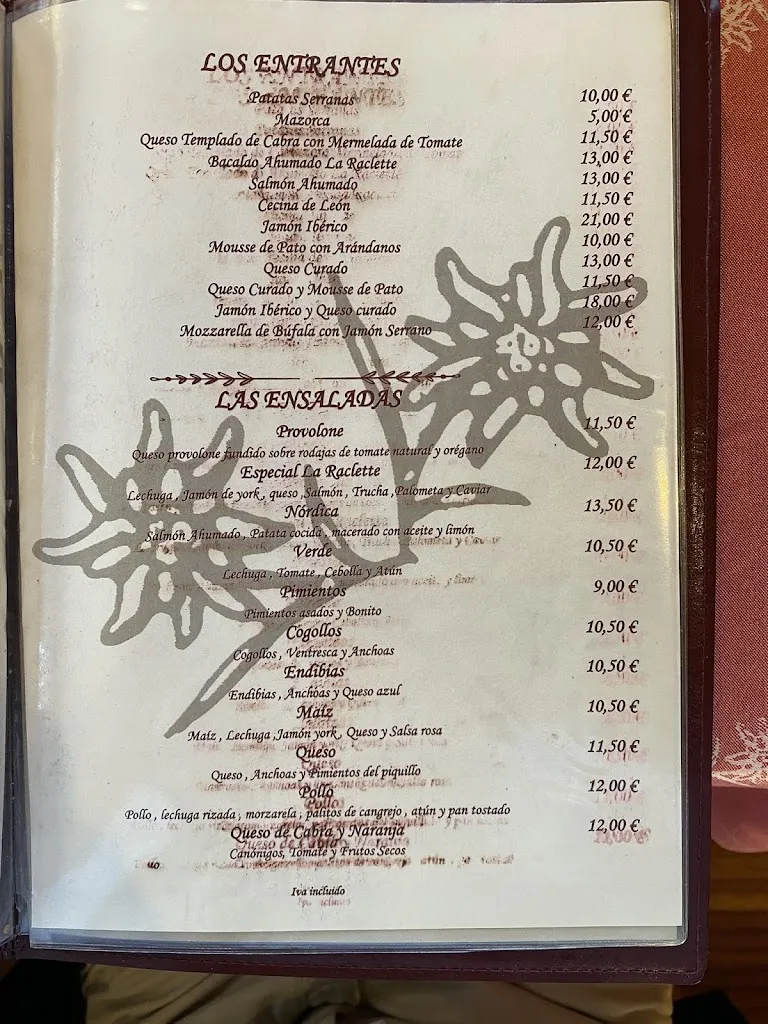 LOS ENTRANTES
Patatas Serranas 10,00 €
Mazorca 5,00 €
Queso Templado de Cabra con Mermelada de Tomate 11,50 €
Bacalao Ahumado La Raclette 13,00 €
Salmón Ahumado 13,00 €
Cecina de León 11,50 €
Jamón Ibérico 21,00 €
Mousse de Pato con Arándanos 10,00 €
Queso Curado 13,00 €
Queso Curado y Mousse de Pato 11,50 €
Jamón Ibérico y Queso curado 18,00 €
Mozzarella de Búfala con Jamón Serrano 12,00 €
LAS ENSALADAS
Provolone 11,50 €
Queso provolone fundido sobre rodajas de tomate natural y orégano
Especial La Raclette 12,00 €
Lechuga , Jamón de york , queso ,Salmón , Trucha ,Palometa y Caviar
Nórdica 13,50 €
Salmón Ahumado , Patata cocida , macerado con aceite y limón
Verde 10,50 €
Lechuga , Tomate , Cebolla y Atún
Pimientos 9,00 €
Pimientos asados y Bonito
Cogollos 10,50 €
Cogollos , Ventresca y Anchoas
Endibias 10,50 €
Endibias , Anchoas y Queso azul
Maíz 10,50 €
Maíz , Lechuga ,Jamón york , Queso y Salsa rosa
Queso 11,50 €
Queso , Anchoas y Pimientos del piquillo
Pollo 12,00 €
Pollo , lechuga rizada , morzarela , palitos de cangrejo , atún y pan tostado
Queso de Cabra y Naranja 12,00 €
Canónigos, Tomate y Frutos Secos
Iva incluido